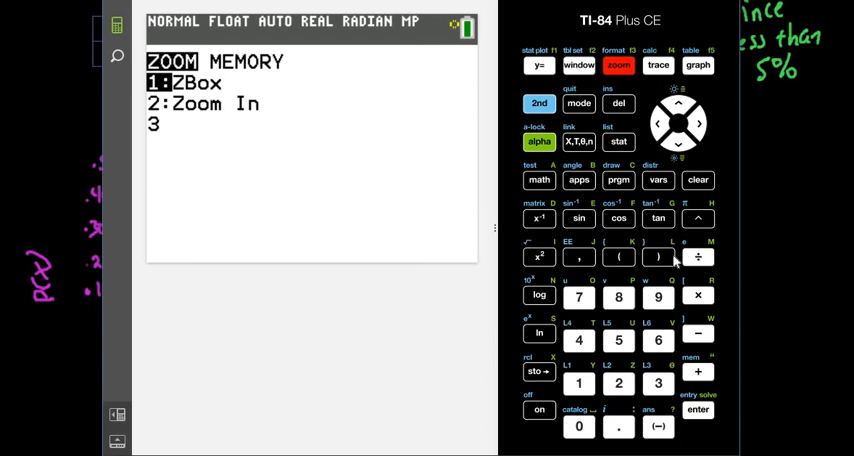 NORMAL FLOAT AUTO REAL RADIAN MP
ZOOM MEMORY
1:ZBox
2:Zoom In
3
TI-84 Plus CE
stat plot f1 tbl set f2 format f3 calc f4 table f5
y= window zoom trace graph
quit ins
2nd mode del
a-lock link list
alpha X,T,θ,n stat
test A angle B draw C distr
math apps prgm vars clear
matrix D sin⁻¹ E cos⁻¹ F tan⁻¹ G π H
x⁻¹ sin cos tan ^
√ I EE J { K } L e M
x² , ( ) ÷
10ˣ N u O v P w Q [ R
log 7 8 9 ×
eˣ S L4 T L5 U L6 V ] W
ln 4 5 6 −
rcl X L1 Y L2 Z L3 θ mem "
sto→ 1 2 3 +
off catalog ⎵ i : ans ? entry solve
on 0 . (−) enter
ince
ess than
5%
P(X)
.4
.2
.1